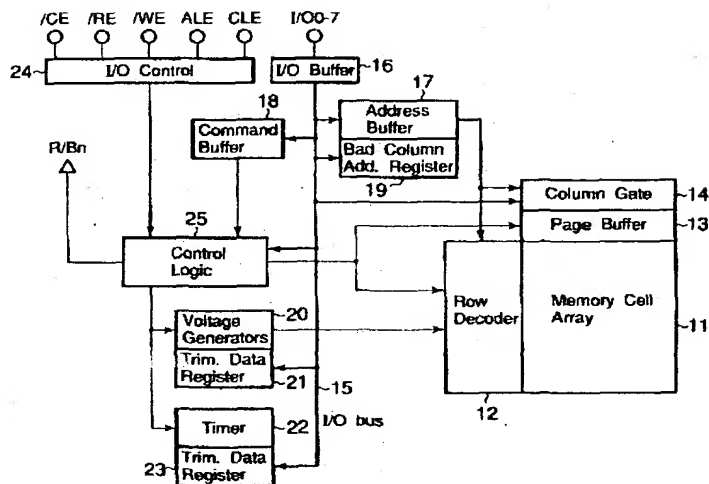 /CE /RE /WE ALE CLE I/O0-7
24 I/O Control I/O Buffer 16
17
18 Address
Buffer
Command
Buffer
R/Bn
Bad Column
Add. Register
19
Column Gate 14
25
Page Buffer 13
Control
Logic
20
Row
Decoder
Memory Cell
Array
11
Voltage
Generators
Trim. Data
Register
21 15
12
I/O bus
Timer 22
23 Trim. Data
Register